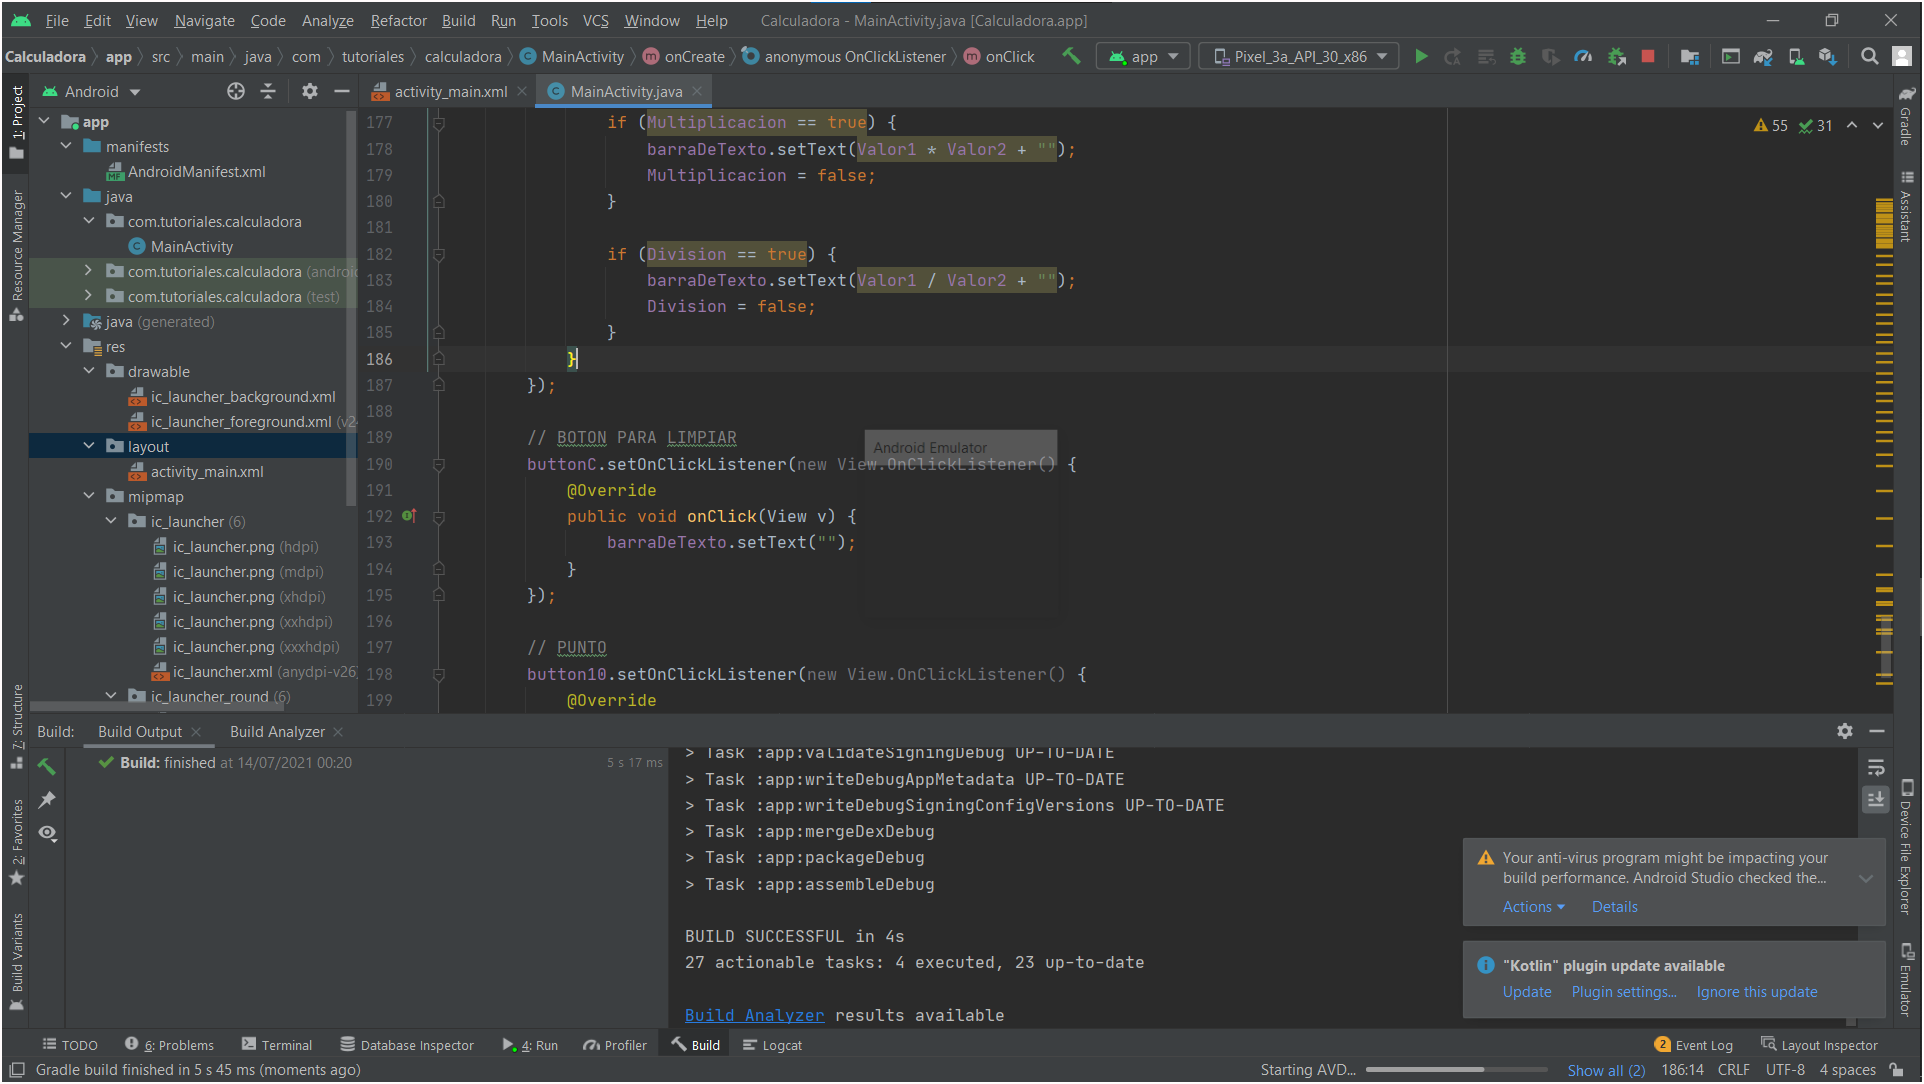 File Edit View Navigate Code Analyze Refactor Build Run Tools VCS Window Help Calculadora - MainActivity.java [Calculadora.app]
Calculadora app src main java com tutoriales calculadora MainActivity onCreate anonymous OnClickListener onClick app Pixel_3a_API_30_x86
Android activity_main.xml MainActivity.java
1: Project
Resource Manager
7: Structure
2: Favorites
Build Variants
app
manifests
AndroidManifest.xml
java
com.tutoriales.calculadora
MainActivity
com.tutoriales.calculadora (androi
com.tutoriales.calculadora (test)
java (generated)
res
drawable
ic_launcher_background.xml
ic_launcher_foreground.xml (v24
layout
activity_main.xml
mipmap
ic_launcher (6)
ic_launcher.png (hdpi)
ic_launcher.png (mdpi)
ic_launcher.png (xhdpi)
ic_launcher.png (xxhdpi)
ic_launcher.png (xxxhdpi)
ic_launcher.xml (anydpi-v26)
ic_launcher_round (6)
55 31
177 if (Multiplicacion == true) {
178 barraDeTexto.setText(Valor1 * Valor2 + "");
179 Multiplicacion = false;
180 }
181
182 if (Division == true) {
183 barraDeTexto.setText(Valor1 / Valor2 + "");
184 Division = false;
185 }
186 }
187 });
188
189 // BOTON PARA LIMPIAR
Android Emulator
190 buttonC.setOnClickListener(new View.OnClickListener() {
191 @Override
192 public void onClick(View v) {
193 barraDeTexto.setText("");
194 }
195 });
196
197 // PUNTO
198 button10.setOnClickListener(new View.OnClickListener() {
199 @Override
Gradle
Assistant
Device File Explorer
Emulator
Build: Build Output Build Analyzer
Build: finished at 14/07/2021 00:20 5 s 17 ms
> Task :app:validateSigningDebug UP-TO-DATE
> Task :app:writeDebugAppMetadata UP-TO-DATE
> Task :app:writeDebugSigningConfigVersions UP-TO-DATE
> Task :app:mergeDexDebug
> Task :app:packageDebug
> Task :app:assembleDebug
BUILD SUCCESSFUL in 4s
27 actionable tasks: 4 executed, 23 up-to-date
Build Analyzer results available
Your anti-virus program might be impacting your
build performance. Android Studio checked the...
Actions Details
"Kotlin" plugin update available
Update Plugin settings... Ignore this update
TODO 6: Problems Terminal Database Inspector 4: Run Profiler Build Logcat 2 Event Log Layout Inspector
Gradle build finished in 5 s 45 ms (moments ago) Starting AVD... Show all (2) 186:14 CRLF UTF-8 4 spaces